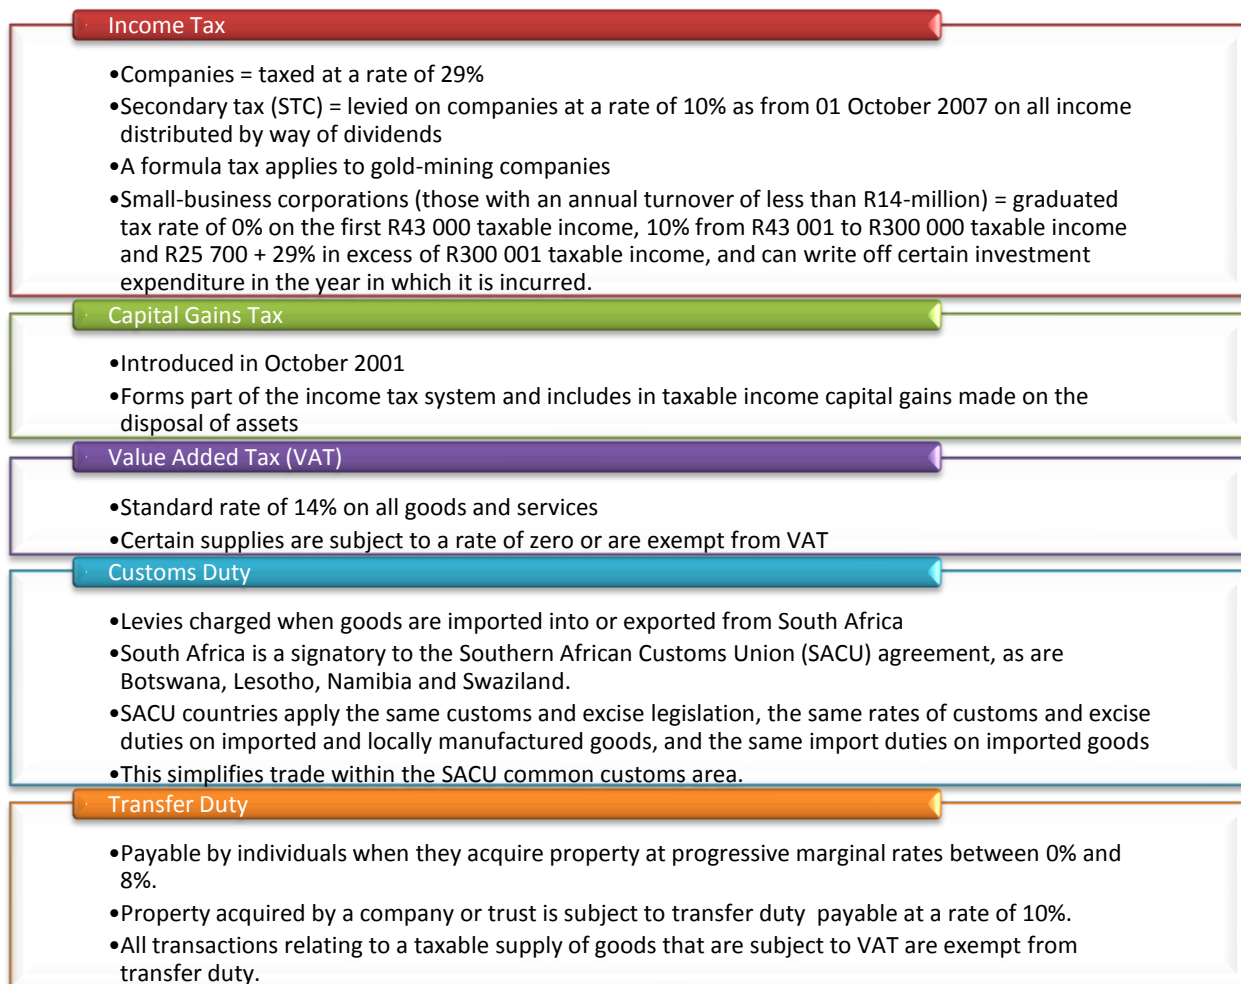 Income Tax
•Companies = taxed at a rate of 29%
•Secondary tax (STC) = levied on companies at a rate of 10% as from 01 October 2007 on all income
distributed by way of dividends
•A formula tax applies to gold-mining companies
•Small-business corporations (those with an annual turnover of less than R14-million) = graduated
tax rate of 0% on the first R43 000 taxable income, 10% from R43 001 to R300 000 taxable income
and R25 700 + 29% in excess of R300 001 taxable income, and can write off certain investment
expenditure in the year in which it is incurred.
Capital Gains Tax
•Introduced in October 2001
•Forms part of the income tax system and includes in taxable income capital gains made on the
disposal of assets
Value Added Tax (VAT)
•Standard rate of 14% on all goods and services
•Certain supplies are subject to a rate of zero or are exempt from VAT
Customs Duty
•Levies charged when goods are imported into or exported from South Africa
•South Africa is a signatory to the Southern African Customs Union (SACU) agreement, as are
Botswana, Lesotho, Namibia and Swaziland.
•SACU countries apply the same customs and excise legislation, the same rates of customs and excise
duties on imported and locally manufactured goods, and the same import duties on imported goods
•This simplifies trade within the SACU common customs area.
Transfer Duty
•Payable by individuals when they acquire property at progressive marginal rates between 0% and
8%.
•Property acquired by a company or trust is subject to transfer duty payable at a rate of 10%.
•All transactions relating to a taxable supply of goods that are subject to VAT are exempt from
transfer duty.